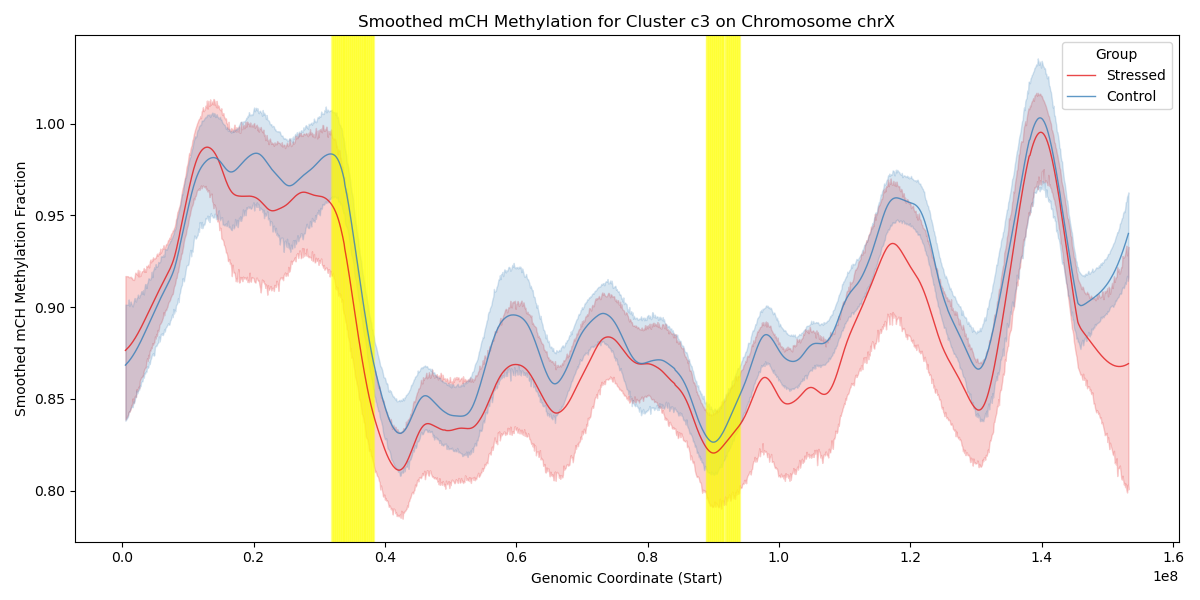 Smoothed mCH Methylation for Cluster c3 on Chromosome chrX
Group
Stressed
Control
Smoothed mCH Methylation Fraction
1.00
0.95
0.90
0.85
0.80
0.0
0.2
0.4
0.6
0.8
1.0
1.2
1.4
1.6
1e8
Genomic Coordinate (Start)